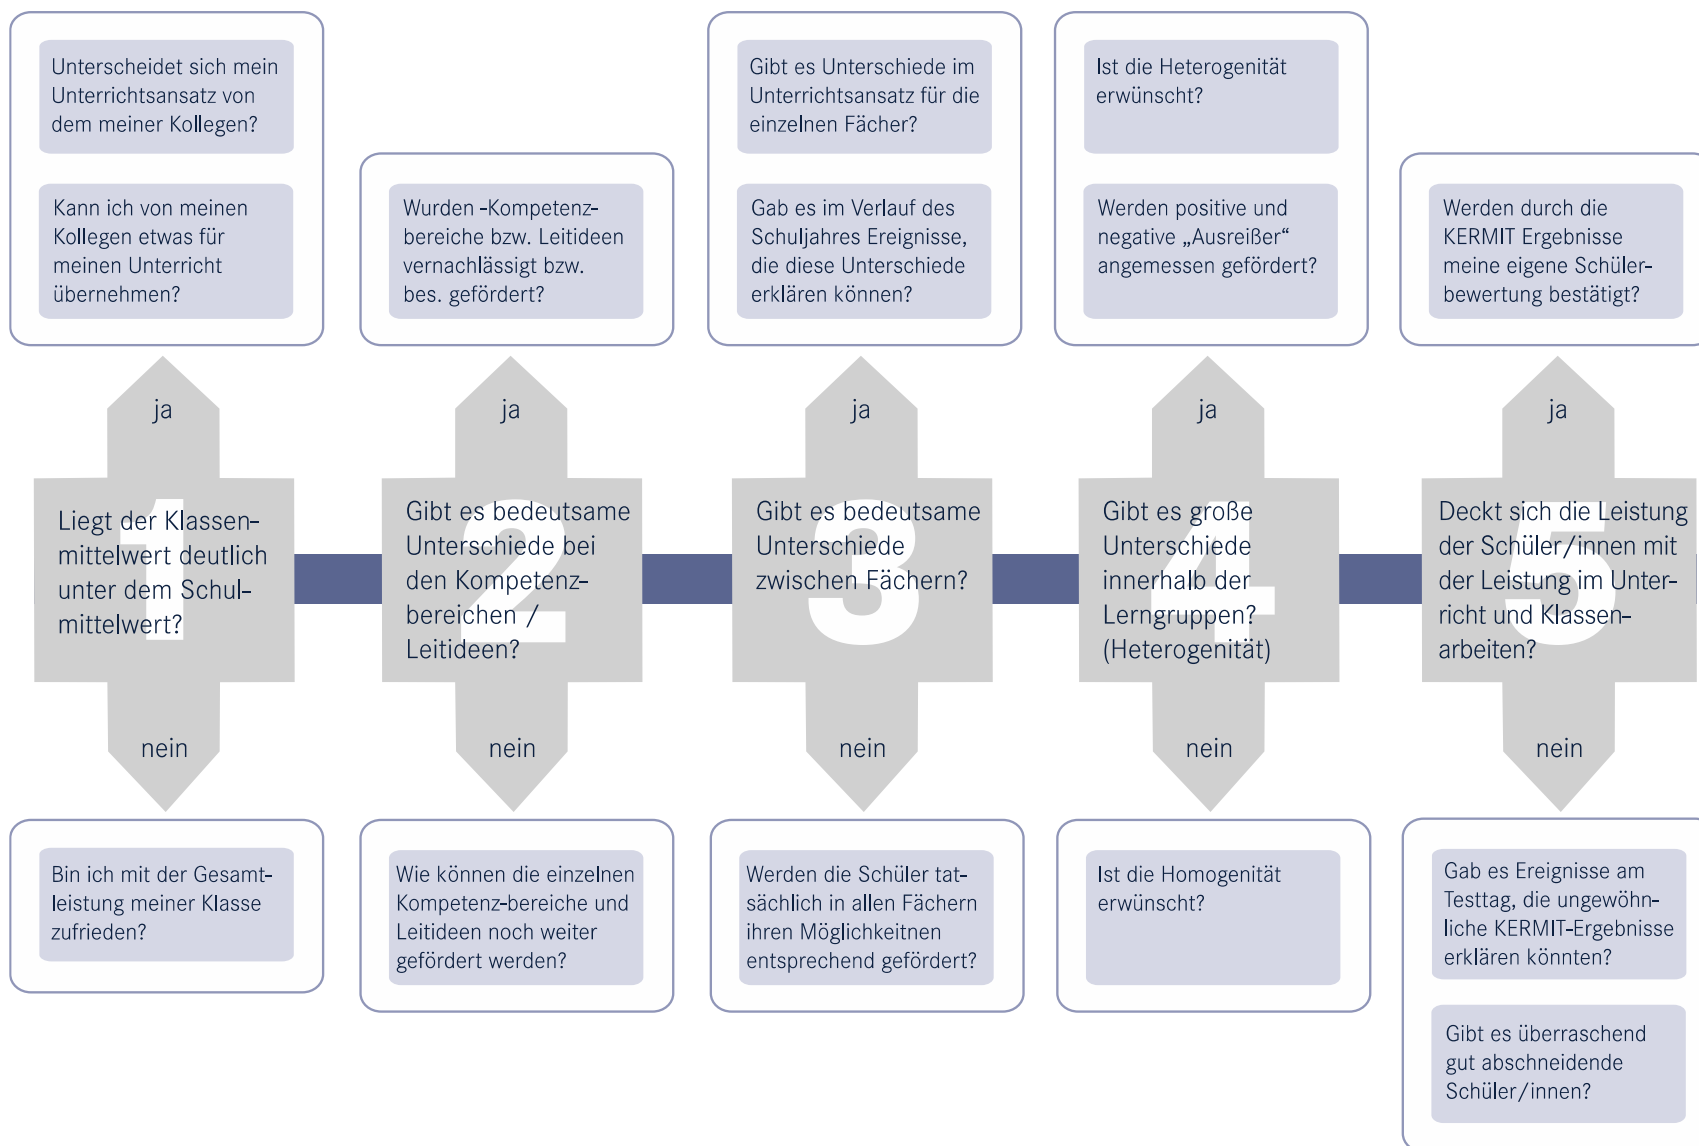 Unterscheidet sich mein
Unterrichtsansatz von
dem meiner Kollegen?
Kann ich von meinen
Kollegen etwas für
meinen Unterricht
übernehmen?
Wurden -Kompetenz-
bereiche bzw. Leitideen
vernachlässigt bzw.
bes. gefördert?
Gibt es Unterschiede im
Unterrichtsansatz für die
einzelnen Fächer?
Gab es im Verlauf des
Schuljahres Ereignisse,
die diese Unterschiede
erklären können?
Ist die Heterogenität
erwünscht?
Werden positive und
negative „Ausreißer“
angemessen gefördert?
Werden durch die
KERMIT Ergebnisse
meine eigene Schüler-
bewertung bestätigt?
ja
ja
ja
ja
ja
1
Liegt der Klassen-
mittelwert deutlich
unter dem Schul-
mittelwert?
2
Gibt es bedeutsame
Unterschiede bei
den Kompetenz-
bereichen /
Leitideen?
3
Gibt es bedeutsame
Unterschiede
zwischen Fächern?
4
Gibt es große
Unterschiede
innerhalb der
Lerngruppen?
(Heterogenität)
5
Deckt sich die Leistung
der Schüler/innen mit
der Leistung im Unter-
richt und Klassen-
arbeiten?
nein
nein
nein
nein
nein
Bin ich mit der Gesamt-
leistung meiner Klasse
zufrieden?
Wie können die einzelnen
Kompetenz-bereiche und
Leitideen noch weiter
gefördert werden?
Werden die Schüler tat-
sächlich in allen Fächern
ihren Möglichkeitnen
entsprechend gefördert?
Ist die Homogenität
erwünscht?
Gab es Ereignisse am
Testtag, die ungewöhn-
liche KERMIT-Ergebnisse
erklären könnten?
Gibt es überraschend
gut abschneidende
Schüler/innen?